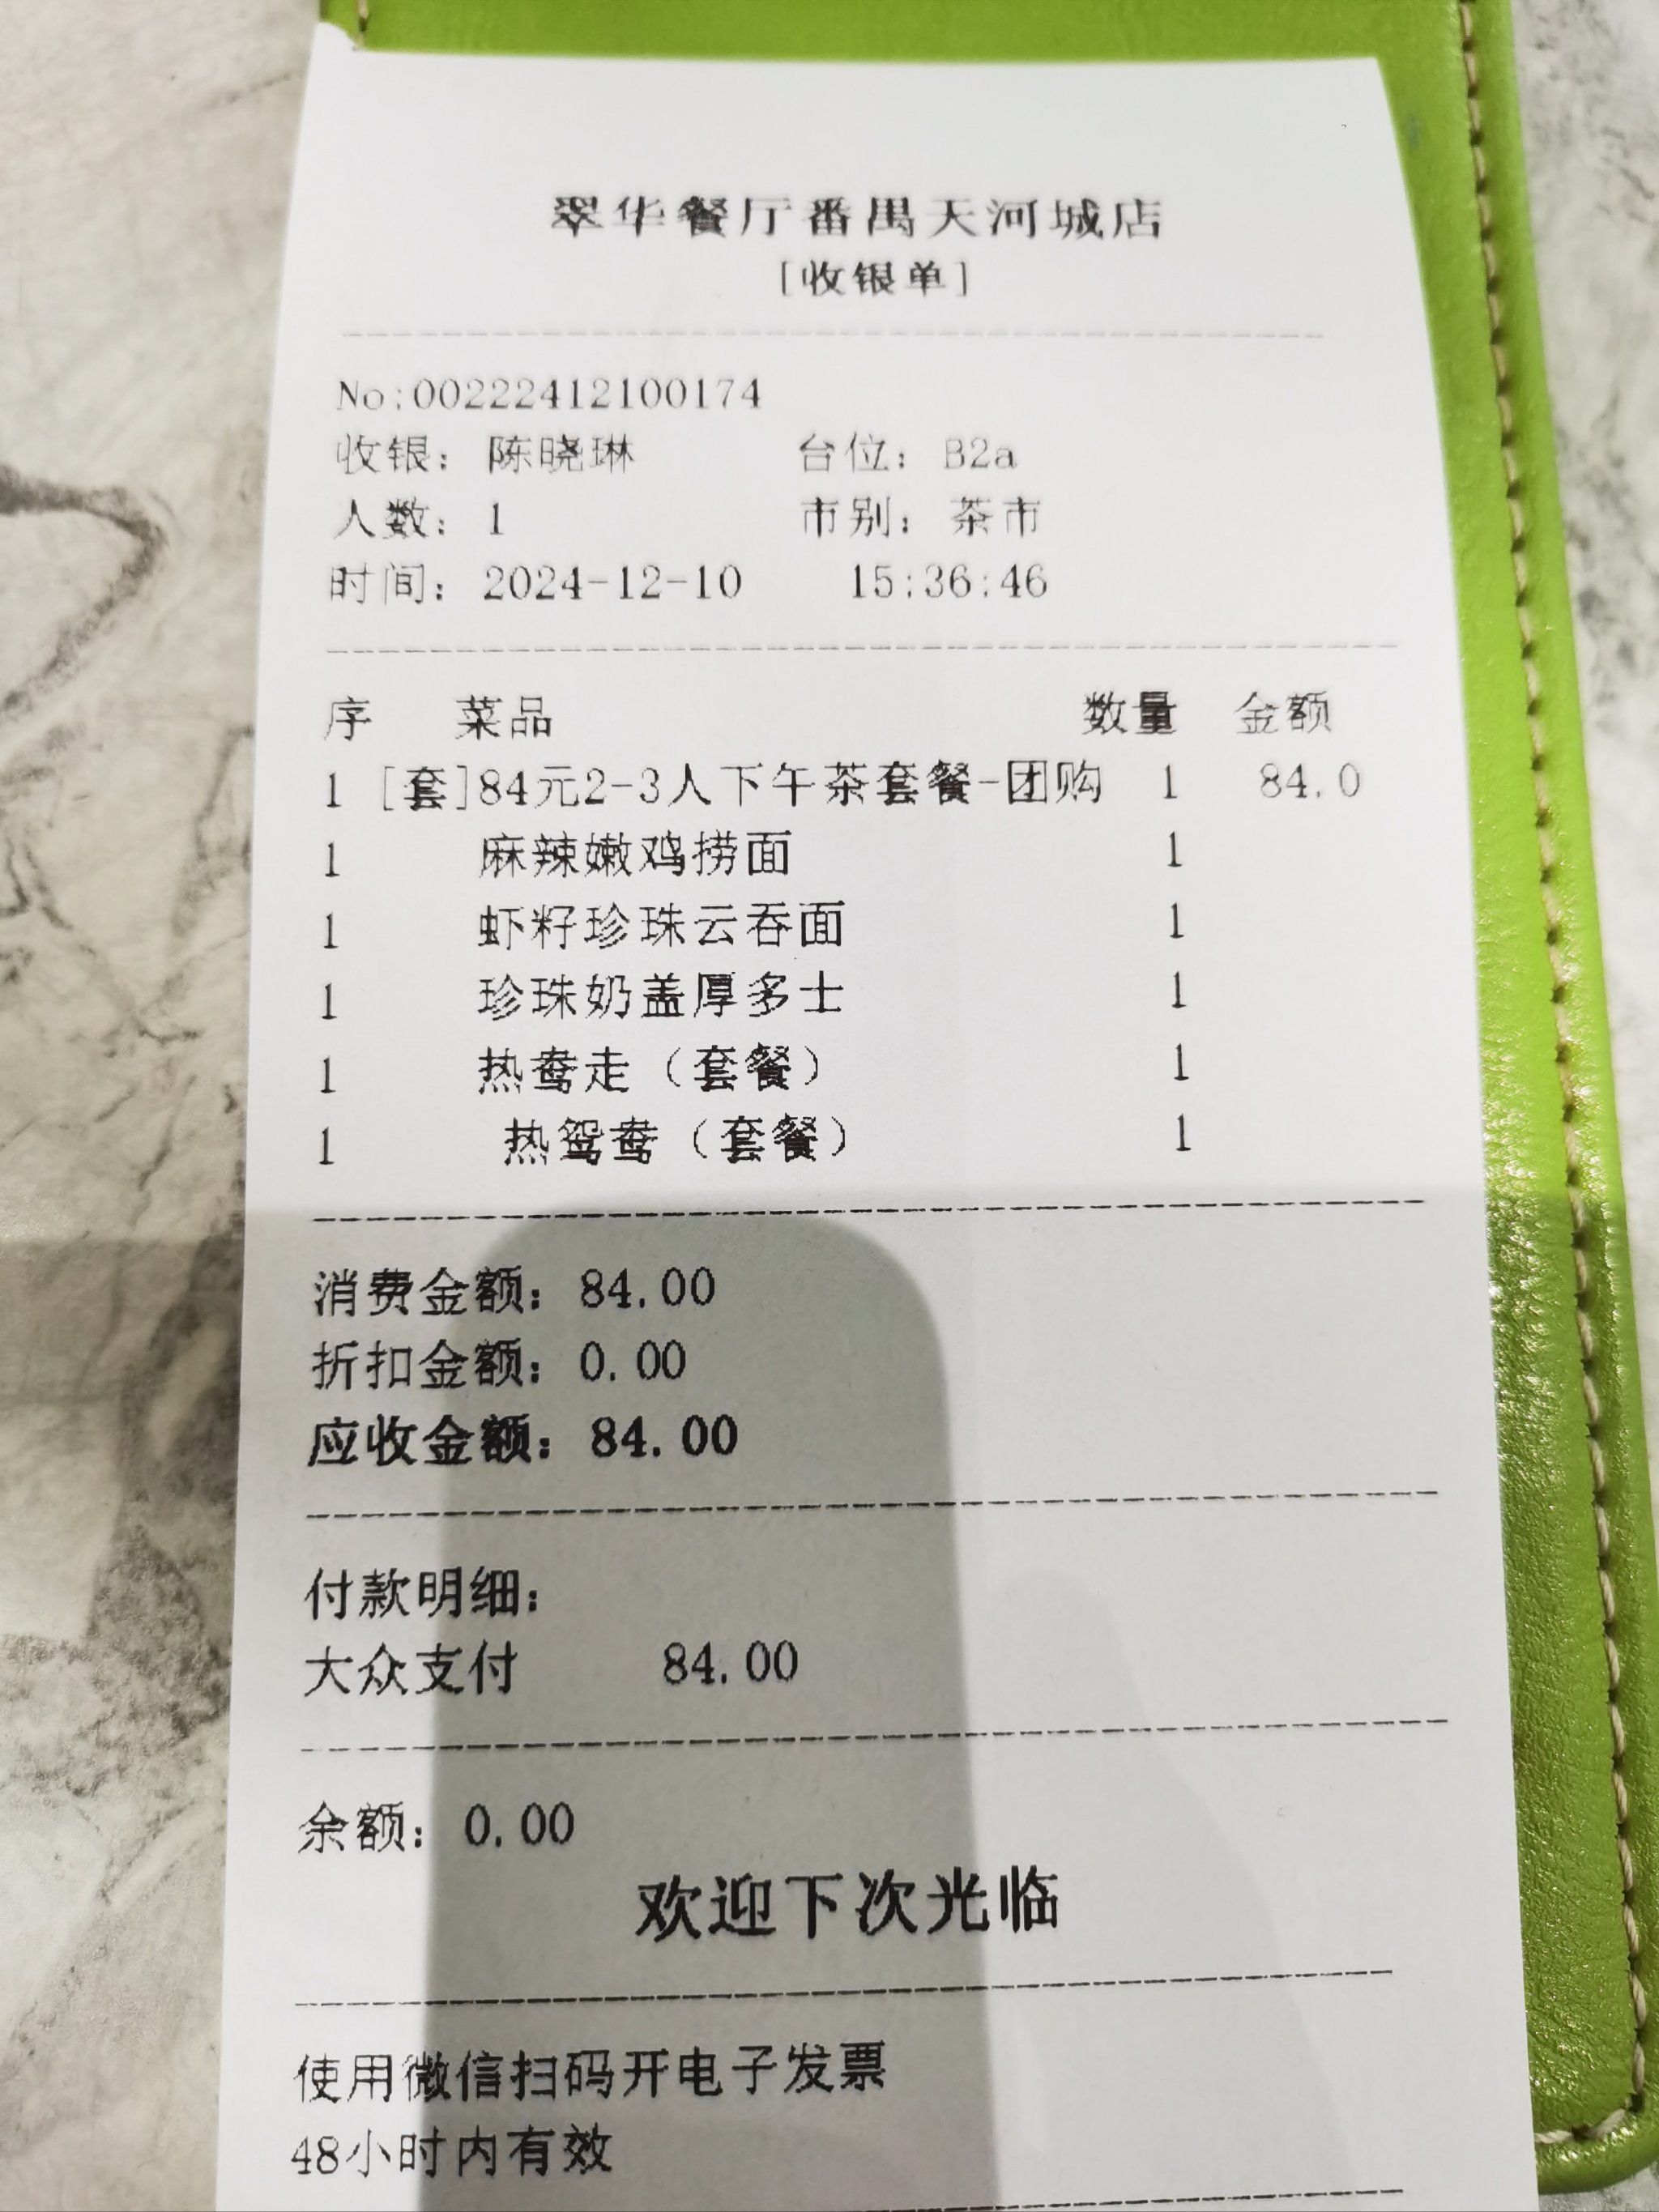 翠华餐厅番禺天河城店
[收银单]
No:00222412100174
收银: 陈晓琳 台位: B2a
人数: 1 市别: 茶市
时间: 2024-12-10 15:36:46
序 菜品 数量 金额
1 [套]84元2-3人下午茶套餐-团购 1 84.0
1 麻辣嫩鸡捞面 1
1 虾籽珍珠云吞面 1
1 珍珠奶盖厚多士 1
1 热鸯走（套餐） 1
1 热鸳鸯（套餐） 1
消费金额: 84.00
折扣金额: 0.00
应收金额: 84.00
付款明细:
大众支付 84.00
余额: 0.00
欢迎下次光临
使用微信扫码开电子发票
48小时内有效